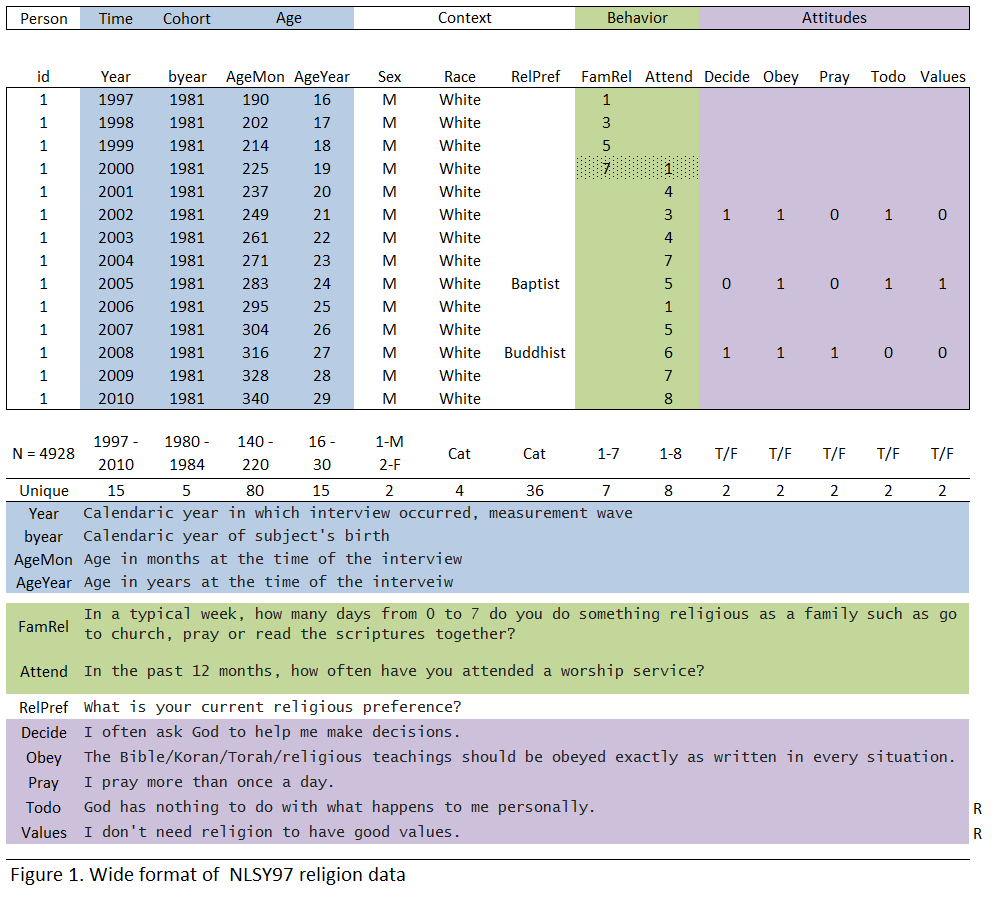 Person Time Cohort Age Context Behavior Attitudes
id Year byear AgeMon AgeYear Sex Race RelPref FamRel Attend Decide Obey Pray Todo Values
1 1997 1981 190 16 M White 1
1 1998 1981 202 17 M White 3
1 1999 1981 214 18 M White 5
1 2000 1981 225 19 M White 7 1
1 2001 1981 237 20 M White 4
1 2002 1981 249 21 M White 3 1 1 0 1 0
1 2003 1981 261 22 M White 4
1 2004 1981 271 23 M White 7
1 2005 1981 283 24 M White Baptist 5 0 1 0 1 1
1 2006 1981 295 25 M White 1
1 2007 1981 304 26 M White 5
1 2008 1981 316 27 M White Buddhist 6 1 1 1 0 0
1 2009 1981 328 28 M White 7
1 2010 1981 340 29 M White 8
N = 4928 1997 - 2010 1980 - 1984 140 - 220 16 - 30 1-M 2-F Cat Cat 1-7 1-8 T/F T/F T/F T/F T/F
Unique 15 5 80 15 2 4 36 7 8 2 2 2 2 2
Year Calendaric year in which interview occurred, measurement wave
byear Calendaric year of subject's birth
AgeMon Age in months at the time of the interview
AgeYear Age in years at the time of the interveiw
FamRel In a typical week, how many days from 0 to 7 do you do something religious as a family such as go
to church, pray or read the scriptures together?
Attend In the past 12 months, how often have you attended a worship service?
RelPref What is your current religious preference?
Decide I often ask God to help me make decisions.
Obey The Bible/Koran/Torah/religious teachings should be obeyed exactly as written in every situation.
Pray I pray more than once a day.
Todo God has nothing to do with what happens to me personally. R
Values I don't need religion to have good values. R
Figure 1. Wide format of NLSY97 religion data